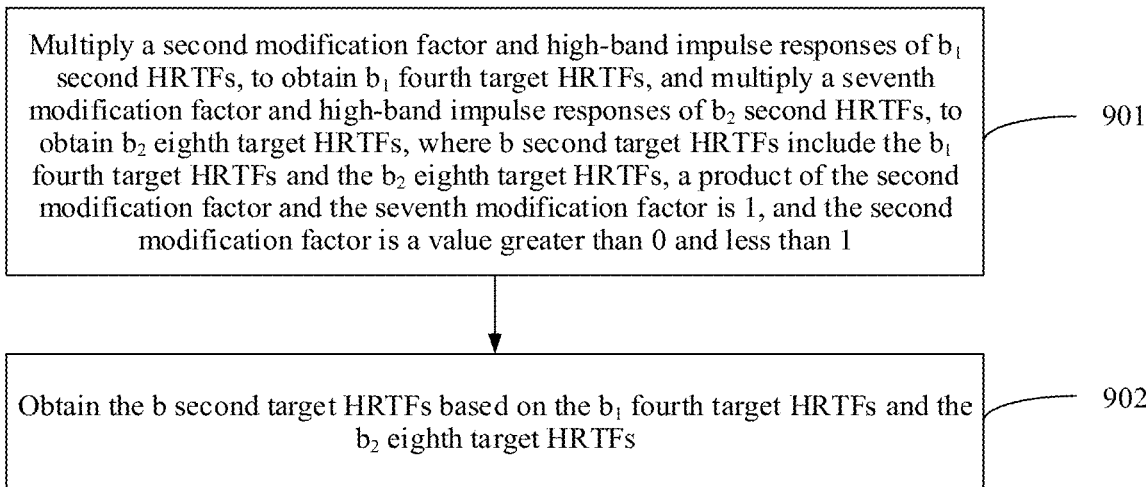 Multiply a second modification factor and high-band impulse responses of b₁
second HRTFs, to obtain b₁ fourth target HRTFs, and multiply a seventh
modification factor and high-band impulse responses of b₂ second HRTFs, to
obtain b₂ eighth target HRTFs, where b second target HRTFs include the b₁
fourth target HRTFs and the b₂ eighth target HRTFs, a product of the second
modification factor and the seventh modification factor is 1, and the second
modification factor is a value greater than 0 and less than 1
901
Obtain the b second target HRTFs based on the b₁ fourth target HRTFs and the
b₂ eighth target HRTFs
902